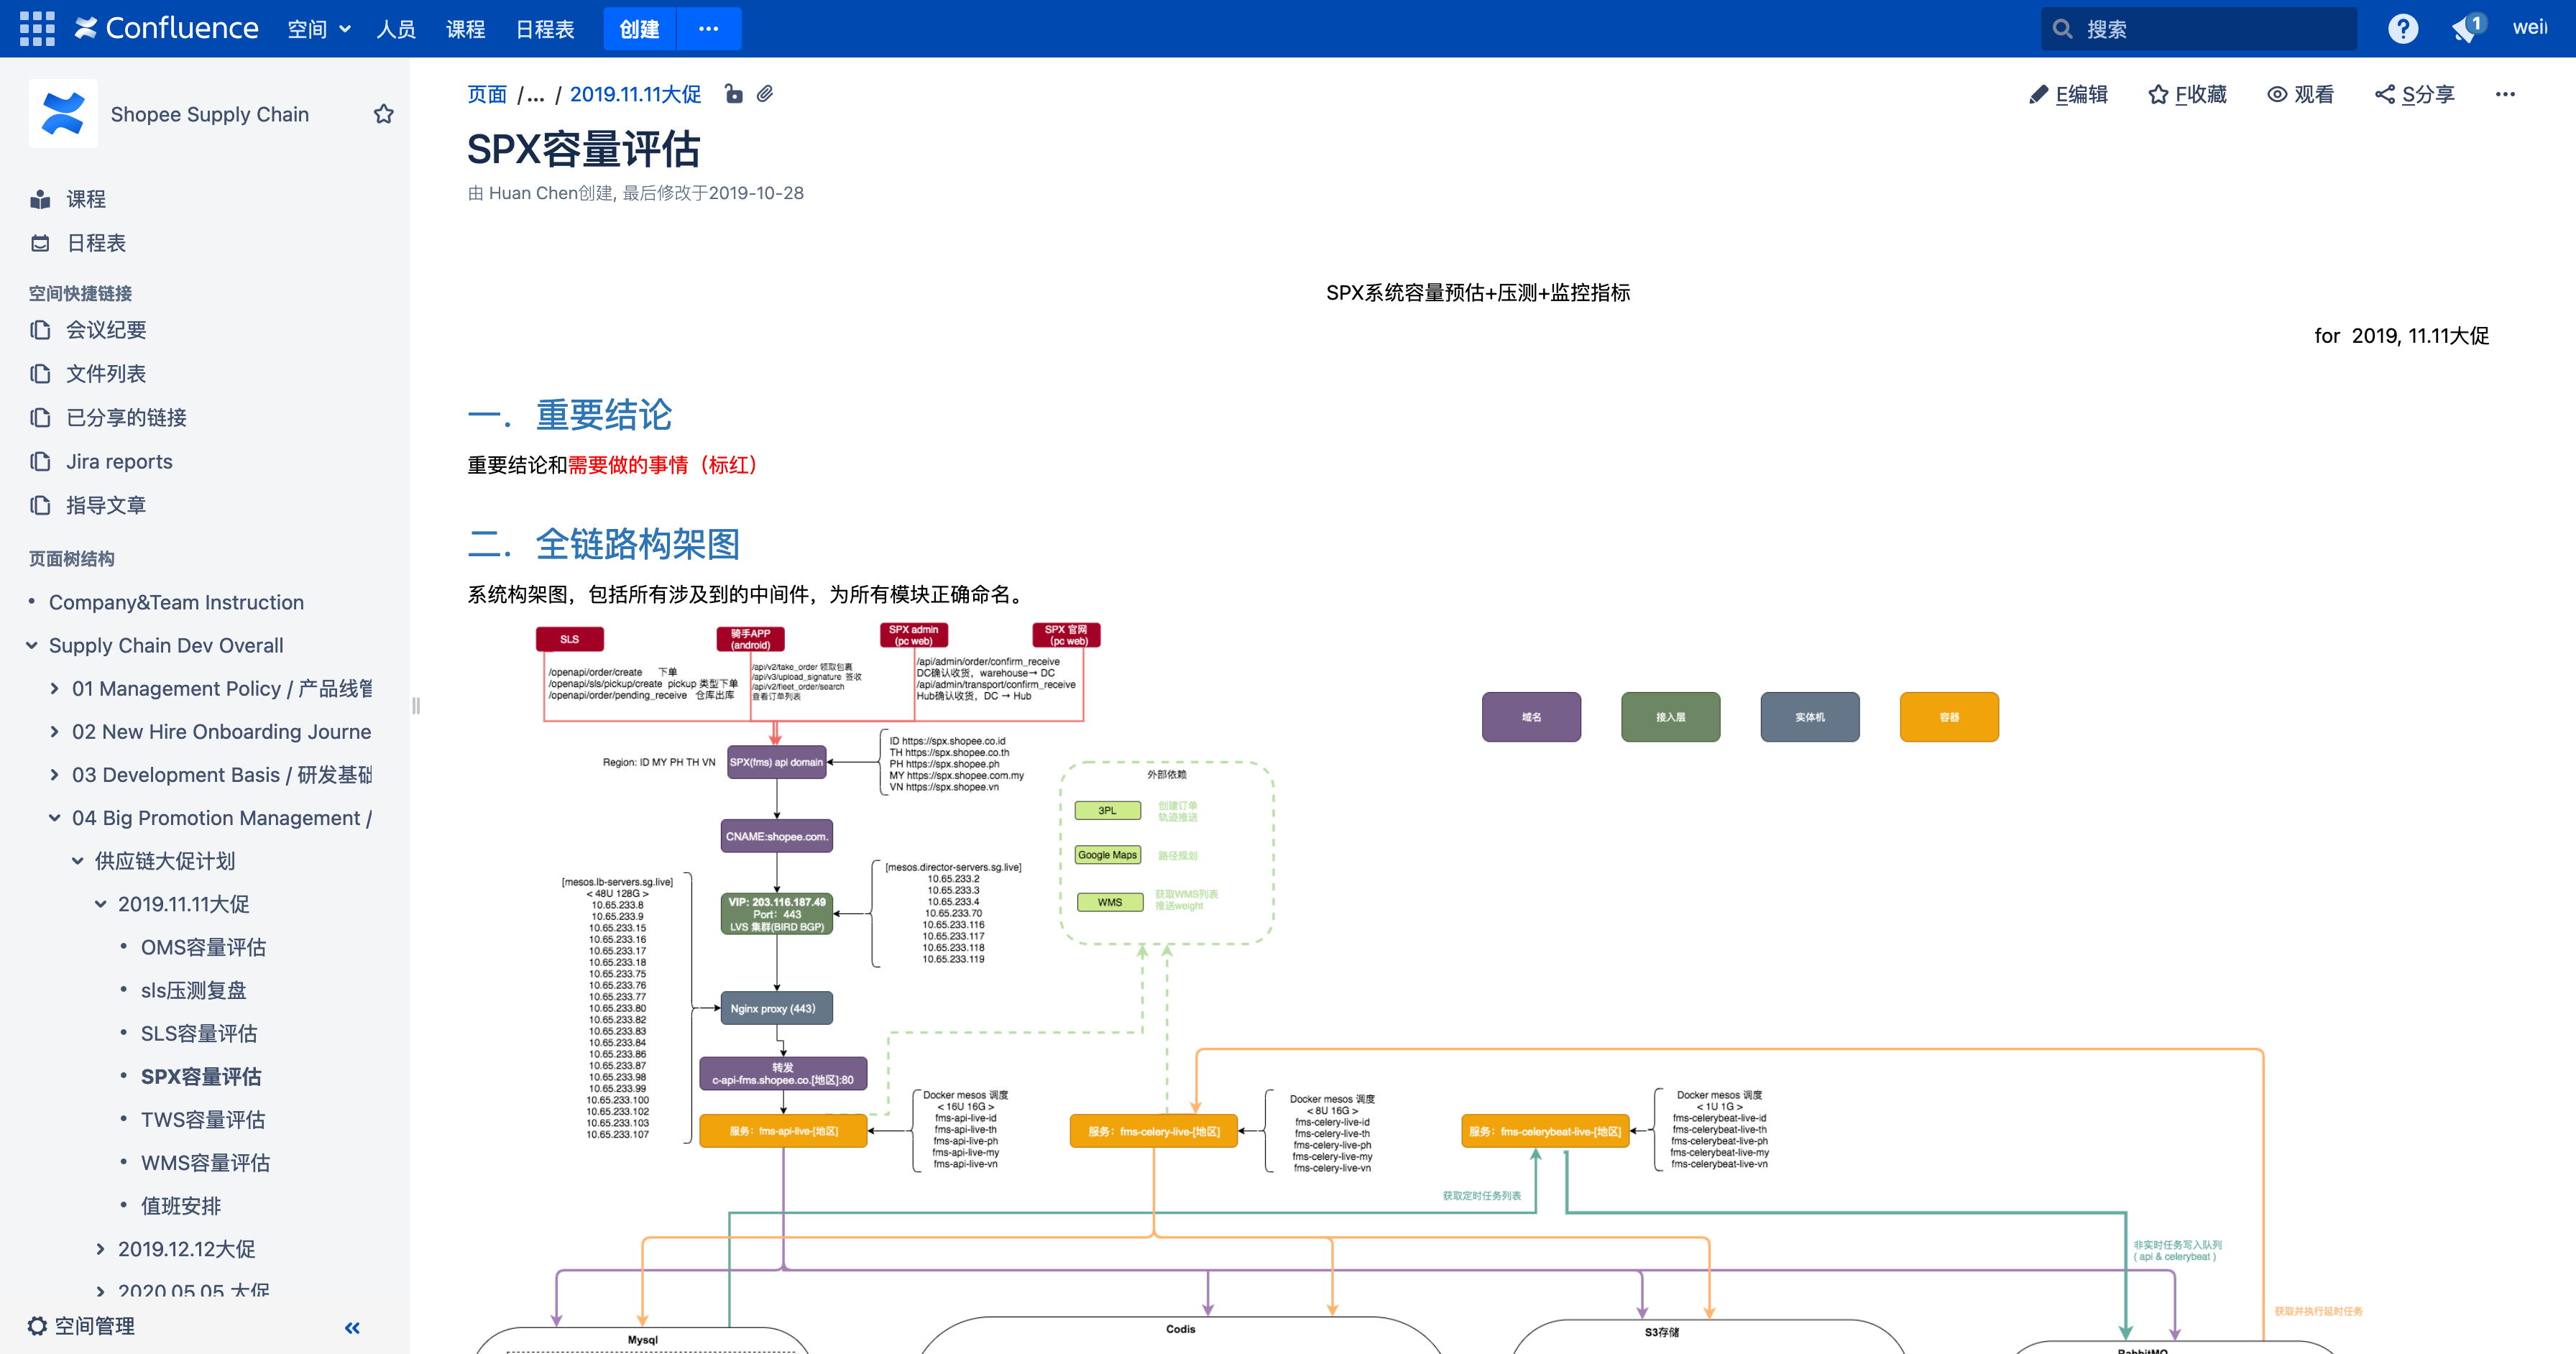 Confluence
空间
人员
课程
日程表
创建
搜索
1
Shopee Supply Chain
课程
日程表
空间快捷链接
会议纪要
文件列表
已分享的链接
Jira reports
指导文章
页面树结构
Company&Team Instruction
Supply Chain Dev Overall
01 Management Policy / 产品线管
02 New Hire Onboarding Journe
03 Development Basis / 研发基础
04 Big Promotion Management /
供应链大促计划
2019.11.11大促
OMS容量评估
sls压测复盘
SLS容量评估
SPX容量评估
TWS容量评估
WMS容量评估
值班安排
2019.12.12大促
2020.05.05 大促
空间管理
页面 /... / 2019.11.11大促
E编辑
F收藏
观看
S分享
SPX容量评估
由 Huan Chen创建, 最后修改于2019-10-28
SPX系统容量预估+压测+监控指标
for 2019, 11.11大促
一．重要结论
重要结论和需要做的事情（标红）
二．全链路构架图
系统构架图，包括所有涉及到的中间件，为所有模块正确命名。
SLS
骑手APP
(android)
SPX admin
(pc web)
SPX 官网
(pc web)
/openapi/order/create 下单
/openapi/sls/pickup/create pickup 类型下单
/openapi/order/pending_receive 仓库出库
/api/v2/take_order 领取包裹
/api/v3/upload_signature 签收
/api/v2/fleet_order/search
查看订单列表
/api/admin/order/confirm_receive
DC确认收货，warehouse→ DC
/api/admin/transport/confirm_receive
Hub确认收货，DC → Hub
域名
接入层
实体机
容器
Region: ID MY PH TH VN
SPX(fms) api domain
ID https://spx.shopee.co.id
TH https://spx.shopee.co.th
PH https://spx.shopee.ph
MY https://spx.shopee.com.my
VN https://spx.shopee.vn
外部依赖
3PL
创建订单
轨迹推送
Google Maps
路径规划
WMS
获取WMS列表
推送weight
CNAME:shopee.com.
VIP: 203.116.187.49
Port：443
LVS 集群(BIRD BGP)
[mesos.director-servers.sg.live]
10.65.233.2
10.65.233.3
10.65.233.4
10.65.233.70
10.65.233.116
10.65.233.117
10.65.233.118
10.65.233.119
[mesos.lb-servers.sg.live]
< 48U 128G >
10.65.233.8
10.65.233.9
10.65.233.15
10.65.233.16
10.65.233.17
10.65.233.18
10.65.233.75
10.65.233.76
10.65.233.77
10.65.233.80
10.65.233.82
10.65.233.83
10.65.233.84
10.65.233.86
10.65.233.87
10.65.233.98
10.65.233.99
10.65.233.100
10.65.233.102
10.65.233.103
10.65.233.107
Nginx proxy (443)
转发
c-api-fms.shopee.co.[地区]:80
服务：fms-api-live-[地区]
Docker mesos 调度
< 16U 16G >
fms-api-live-id
fms-api-live-th
fms-api-live-ph
fms-api-live-my
fms-api-live-vn
服务：fms-celery-live-[地区]
Docker mesos 调度
< 8U 16G >
fms-celery-live-id
fms-celery-live-th
fms-celery-live-ph
fms-celery-live-my
fms-celery-live-vn
服务：fms-celerybeat-live-[地区]
Docker mesos 调度
< 1U 1G >
fms-celerybeat-live-id
fms-celerybeat-live-th
fms-celerybeat-live-ph
fms-celerybeat-live-my
fms-celerybeat-live-vn
获取定时任务列表
非实时任务写入队列
( api & celerybeat )
获取并执行延时任务
Mysql
Codis
S3存储
RabbitMQ